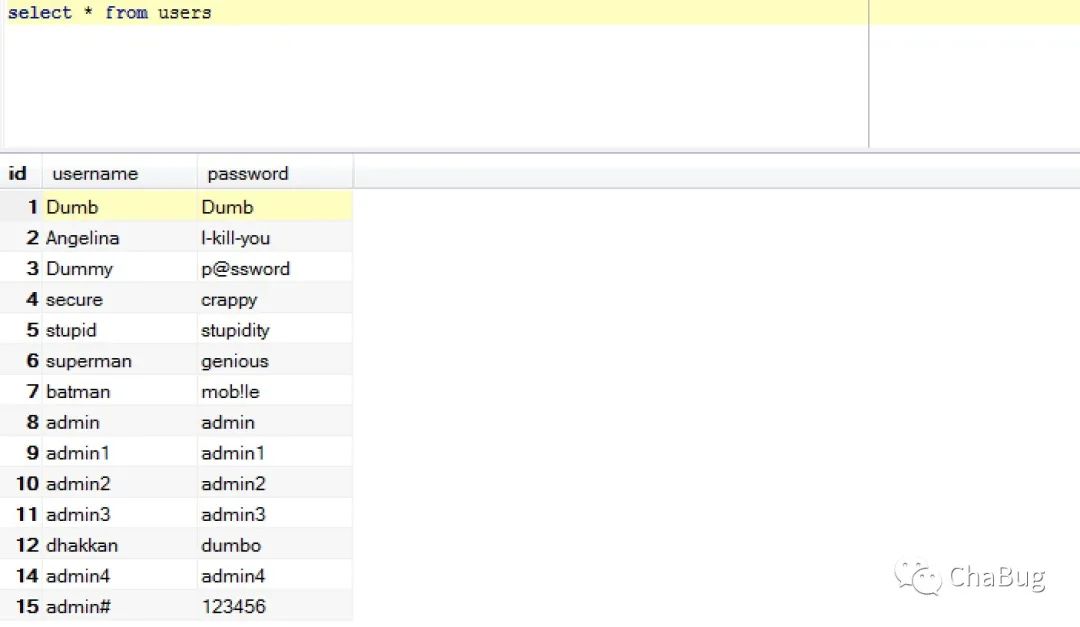 select * from users
id username password
1 Dumb Dumb
2 Angelina I-kill-you
3 Dummy p@ssword
4 secure crappy
5 stupid stupidity
6 superman genious
7 batman mob!le
8 admin admin
9 admin1 admin1
10 admin2 admin2
11 admin3 admin3
12 dhakkan dumbo
14 admin4 admin4
15 admin# 123456
ChaBug